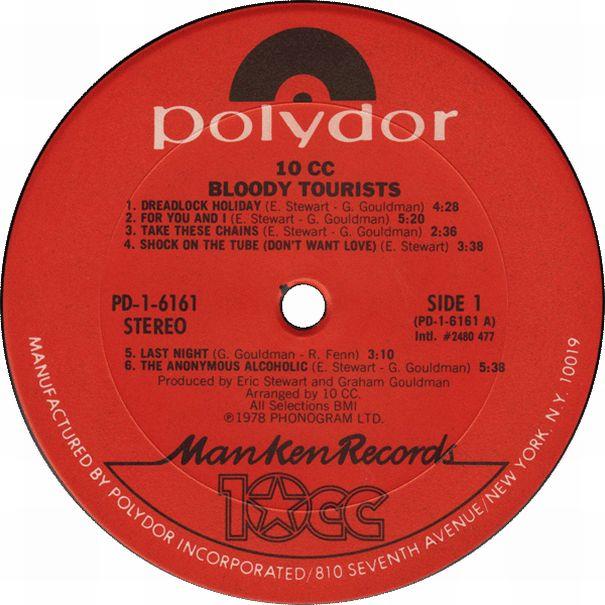 polydor
10 CC
BLOODY TOURISTS
1. DREADLOCK HOLIDAY (E. Stewart - G. Gouldman) 4:28
2. FOR YOU AND I (E. Stewart - G. Gouldman) 5:20
3. TAKE THESE CHAINS (E. Stewart - G. Gouldman) 2:36
4. SHOCK ON THE TUBE (DON'T WANT LOVE) (E. Stewart) 3:38
PD-1-6161
STEREO
SIDE 1
(PD-1-6161 A)
Intl. #2480 477
5. LAST NIGHT (G. Gouldman - R. Fenn) 3:10
6. THE ANONYMOUS ALCOHOLIC (E. Stewart - G. Gouldman) 5:38
Produced by Eric Stewart and Graham Gouldman
Arranged by 10 CC.
All Selections BMI
℗1978 PHONOGRAM LTD.
ManKen Records
10CC
MANUFACTURED BY POLYDOR INCORPORATED/810 SEVENTH AVENUE/NEW YORK, N.Y. 10019